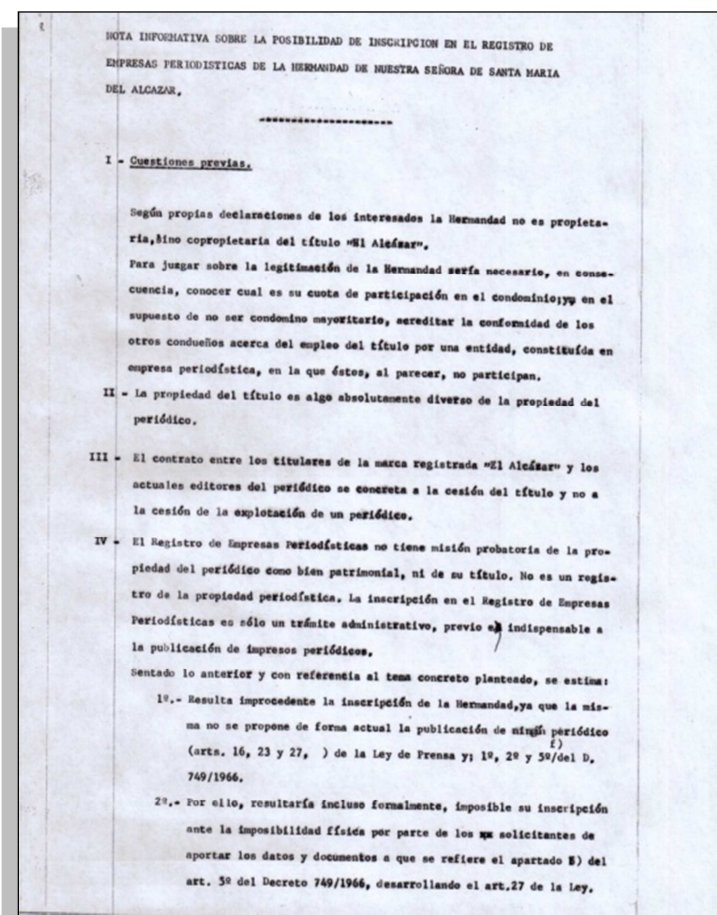 NOTA INFORMATIVA SOBRE LA POSIBILIDAD DE INSCRIPCION EN EL REGISTRO DE
EMPRESAS PERIODISTICAS DE LA HERMANDAD DE NUESTRA SEÑORA DE SANTA MARIA
DEL ALCAZAR.
I - Cuestiones previas.
Según propias declaraciones de los interesados la Hermandad no es propieta-
ria, sino copropietaria del título "El Alcázar".
Para juzgar sobre la legitimación de la Hermandad sería necesario, en conse-
cuencia, conocer cual es su cuota de participación en el condominio; y en el
supuesto de no ser condomino mayoritario, acreditar la conformidad de los
otros condueños acerca del empleo del título por una entidad, constituída en
empresa periodística, en la que éstos, al parecer, no participan.
II - La propiedad del título es algo absolutamente diverso de la propiedad del
periódico.
III - El contrato entre los titulares de la marca registrada "El Alcázar" y los
actuales editores del periódico se concreta a la cesión del título y no a
la cesión de la explotación de un periódico.
IV - El Registro de Empresas Periodísticas no tiene misión probatoria de la pro-
piedad del periódico como bien patrimonial, ni de su título. No es un regis-
tro de la propiedad periodística. La inscripción en el Registro de Empresas
Periodísticas es sólo un trámite administrativo, previo e indispensable a
la publicación de impresos periódicos.
Sentado lo anterior y con referencia al tema concreto planteado, se estima:
1º.- Resulta improcedente la inscripción de la Hermandad,ya que la mis-
ma no se propone de forma actual la publicación de ningún periódico
(arts. 16, 23 y 27, ) de la Ley de Prensa y; 1º, 2º y 5º/f) del D.
749/1966.
2º.- Por ello, resultaría incluso formalmente, imposible su inscripción
ante la imposibilidad física por parte de los solicitantes de
aportar los datos y documentos a que se refiere el apartado del
art. 5º del Decreto 749/1966, desarrollando el art.27 de la Ley.